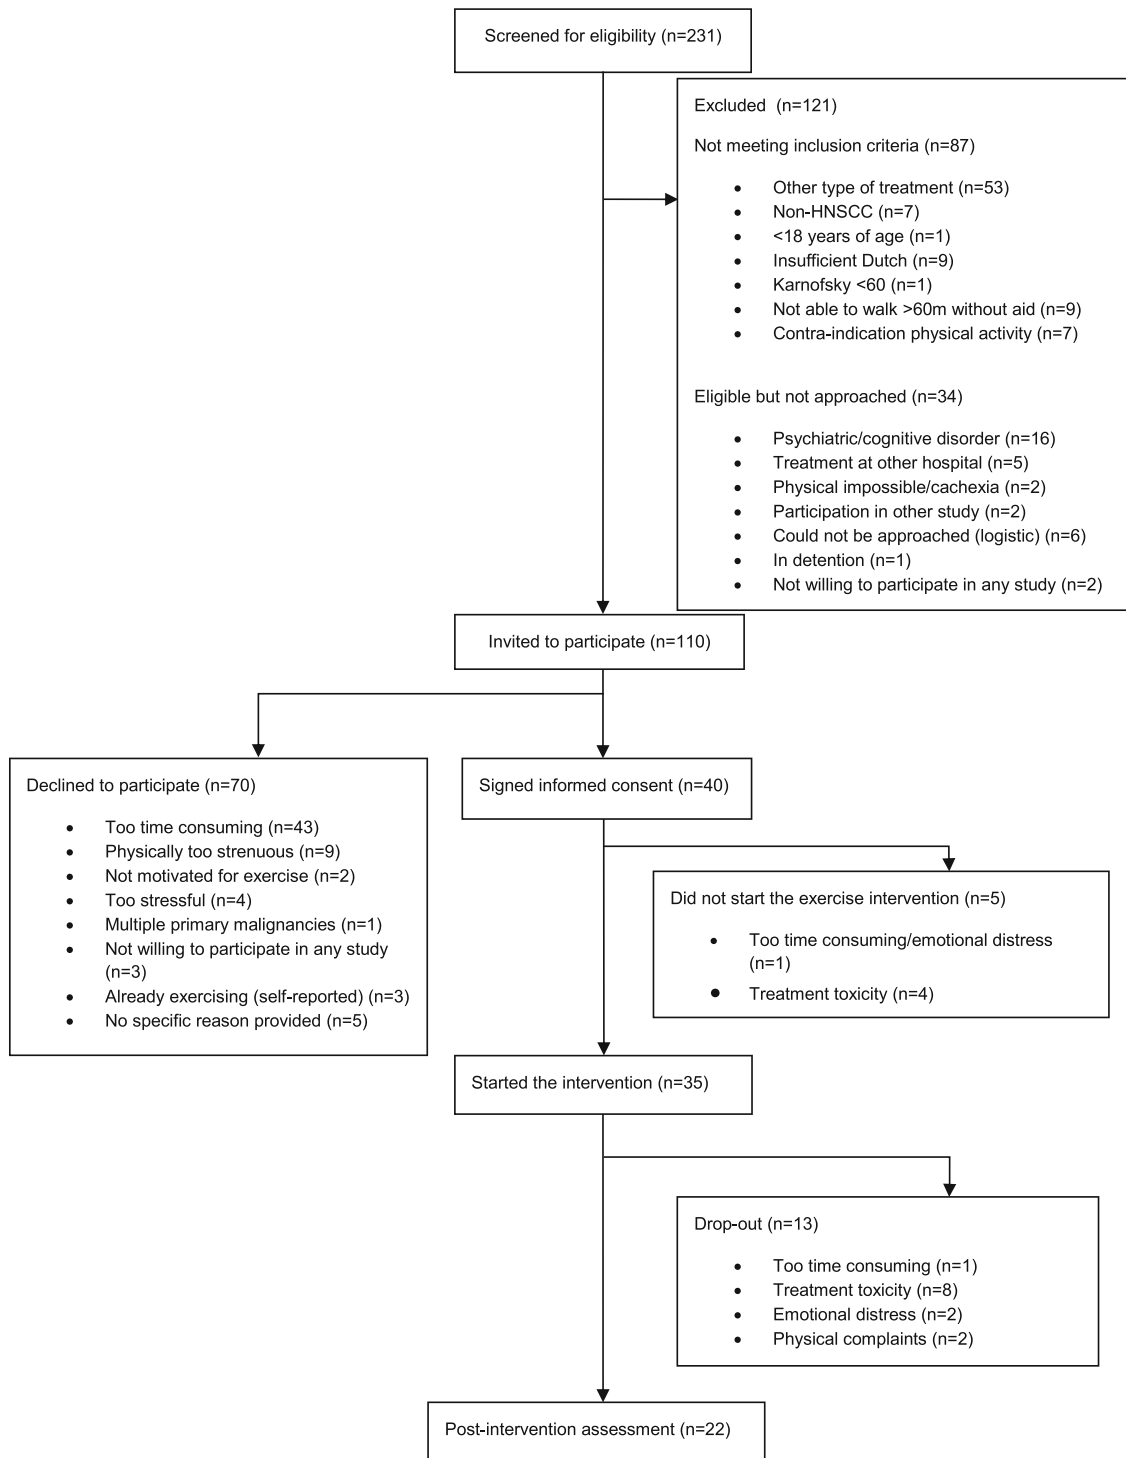 Screened for eligibility (n=231)
Excluded  (n=121)
Not meeting inclusion criteria (n=87)
• Other type of treatment (n=53)
• Non-HNSCC (n=7)
• <18 years of age (n=1)
• Insufficient Dutch (n=9)
• Karnofsky <60 (n=1)
• Not able to walk >60m without aid (n=9)
• Contra-indication physical activity (n=7)
Eligible but not approached (n=34)
• Psychiatric/cognitive disorder (n=16)
• Treatment at other hospital (n=5)
• Physical impossible/cachexia (n=2)
• Participation in other study (n=2)
• Could not be approached (logistic) (n=6)
• In detention (n=1)
• Not willing to participate in any study (n=2)
Invited to participate (n=110)
Declined to participate (n=70)
• Too time consuming (n=43)
• Physically too strenuous (n=9)
• Not motivated for exercise (n=2)
• Too stressful (n=4)
• Multiple primary malignancies (n=1)
• Not willing to participate in any study
(n=3)
• Already exercising (self-reported) (n=3)
• No specific reason provided (n=5)
Signed informed consent (n=40)
Did not start the exercise intervention (n=5)
• Too time consuming/emotional distress
(n=1)
• Treatment toxicity (n=4)
Started the intervention (n=35)
Drop-out (n=13)
• Too time consuming (n=1)
• Treatment toxicity (n=8)
• Emotional distress (n=2)
• Physical complaints (n=2)
Post-intervention assessment (n=22)